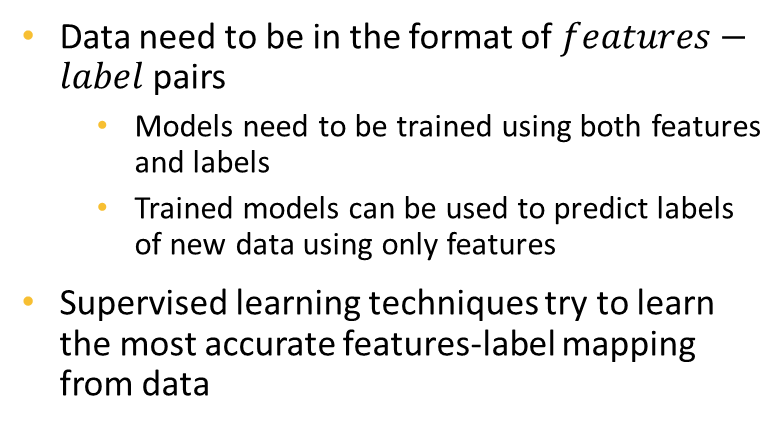 • Data need to be in the format of features −
label pairs
• Models need to be trained using both features
and labels
• Trained models can be used to predict labels
of new data using only features
• Supervised learning techniques try to learn
the most accurate features-label mapping
from data